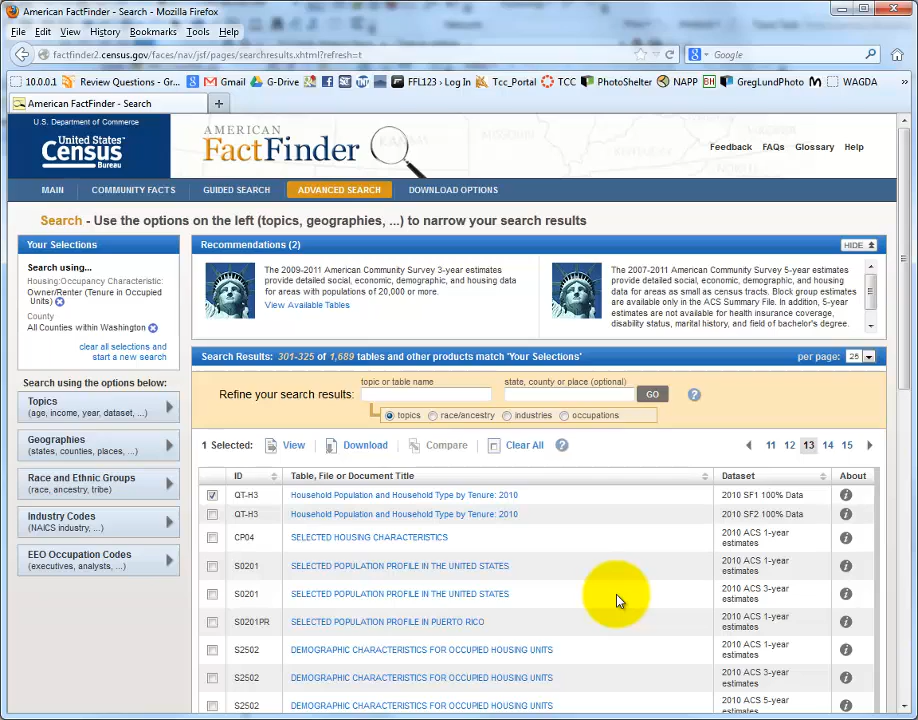 American FactFinder - Search - Mozilla Firefox
File Edit View History Bookmarks Tools Help
factfinder2.census.gov/faces/nav/jsf/pages/searchresults.xhtml?refresh=t
Google
10.0.0.1 Review Questions - Gr... Gmail G-Drive FFL123 › Log In Tcc_Portal TCC PhotoShelter NAPP BH GregLundPhoto WAGDA »
American FactFinder - Search
U.S. Department of Commerce
United States™
Census
Bureau
AMERICAN
FactFinder
Feedback FAQs Glossary Help
MAIN COMMUNITY FACTS GUIDED SEARCH ADVANCED SEARCH DOWNLOAD OPTIONS
Search - Use the options on the left (topics, geographies, ...) to narrow your search results
Your Selections
Search using...
Housing:Occupancy Characteristic:
Owner/Renter (Tenure in Occupied
Units)
County
All Counties within Washington
clear all selections and
start a new search
Search using the options below:
Topics
(age, income, year, dataset, ...)
Geographies
(states, counties, places, ...)
Race and Ethnic Groups
(race, ancestry, tribe)
Industry Codes
(NAICS industry, ...)
EEO Occupation Codes
(executives, analysts, ...)
Recommendations (2)
HIDE
The 2009-2011 American Community Survey 3-year estimates
provide detailed social, economic, demographic, and housing
data for areas with populations of 20,000 or more.
View Available Tables
The 2007-2011 American Community Survey 5-year estimates
provide detailed social, economic, demographic, and housing
data for areas as small as census tracts. Block group estimates
are available only in the ACS Summary File. In addition, 5-year
estimates are not available for health insurance coverage,
disability status, marital history, and field of bachelor's degree.
Search Results: 301-325 of 1,689 tables and other products match 'Your Selections'
per page: 25
Refine your search results:
topic or table name
state, county or place (optional)
GO
topics race/ancestry industries occupations
1 Selected: View Download Compare Clear All
11 12 13 14 15
ID Table, File or Document Title Dataset About
QT-H3 Household Population and Household Type by Tenure: 2010 2010 SF1 100% Data
QT-H3 Household Population and Household Type by Tenure: 2010 2010 SF2 100% Data
CP04 SELECTED HOUSING CHARACTERISTICS 2010 ACS 1-year estimates
S0201 SELECTED POPULATION PROFILE IN THE UNITED STATES 2010 ACS 1-year estimates
S0201 SELECTED POPULATION PROFILE IN THE UNITED STATES 2010 ACS 3-year estimates
S0201PR SELECTED POPULATION PROFILE IN PUERTO RICO 2010 ACS 1-year estimates
S2502 DEMOGRAPHIC CHARACTERISTICS FOR OCCUPIED HOUSING UNITS 2010 ACS 1-year estimates
S2502 DEMOGRAPHIC CHARACTERISTICS FOR OCCUPIED HOUSING UNITS 2010 ACS 3-year estimates
S2502 DEMOGRAPHIC CHARACTERISTICS FOR OCCUPIED HOUSING UNITS 2010 ACS 5-year estimates